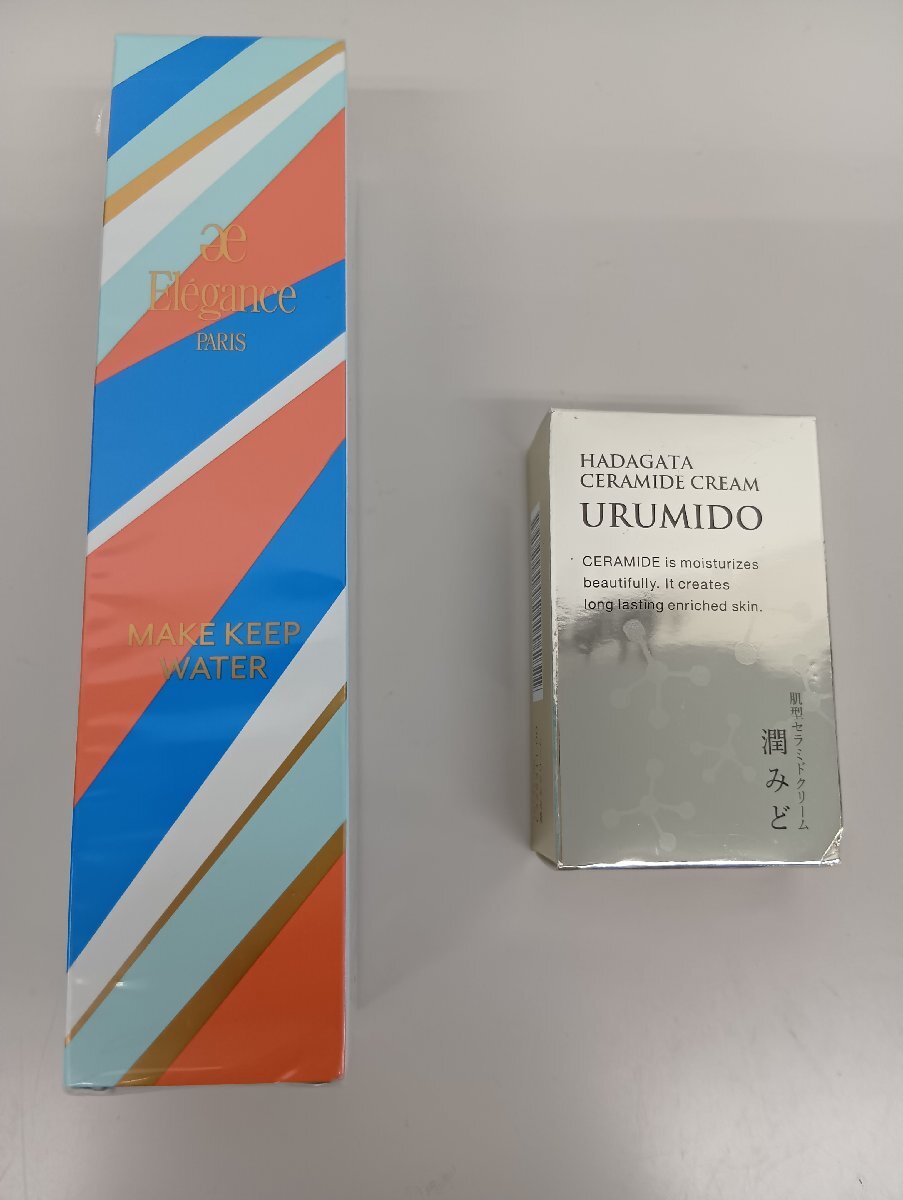 əe
Elégance
PARIS
MAKE KEEP
WATER
HADAGATA
CERAMIDE CREAM
URUMIDO
CERAMIDE is moisturizes
beautifully. It creates
long lasting enriched skin.
肌型セラミドクリーム
潤みど